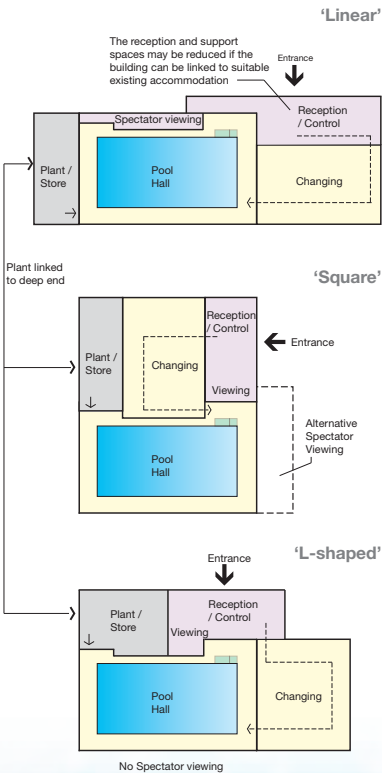 ‘Linear’
The reception and support
spaces may be reduced if the
building can be linked to suitable
existing accommodation
Entrance
Reception
/ Control
Spectator viewing
Plant /
Store
Pool
Hall
Changing
Plant linked
to deep end
‘Square’
Reception
/ Control
Entrance
Plant /
Store
Changing
Viewing
Alternative
Spectator
Viewing
Pool
Hall
‘L-shaped’
Entrance
Plant /
Store
Reception
/ Control
Viewing
Pool
Hall
Changing
No Spectator viewing